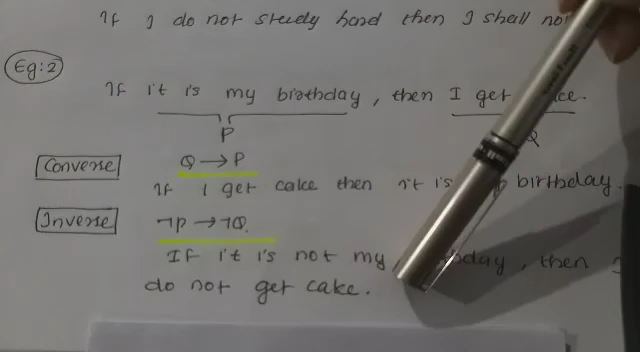 If I do not study hard then I shall not
Eg:2
If it is my birthday, then I get
P
Q
Converse Q → P
If I get cake then it is birthday.
Inverse ¬P → ¬Q.
If it is not my , then I
do not get cake.